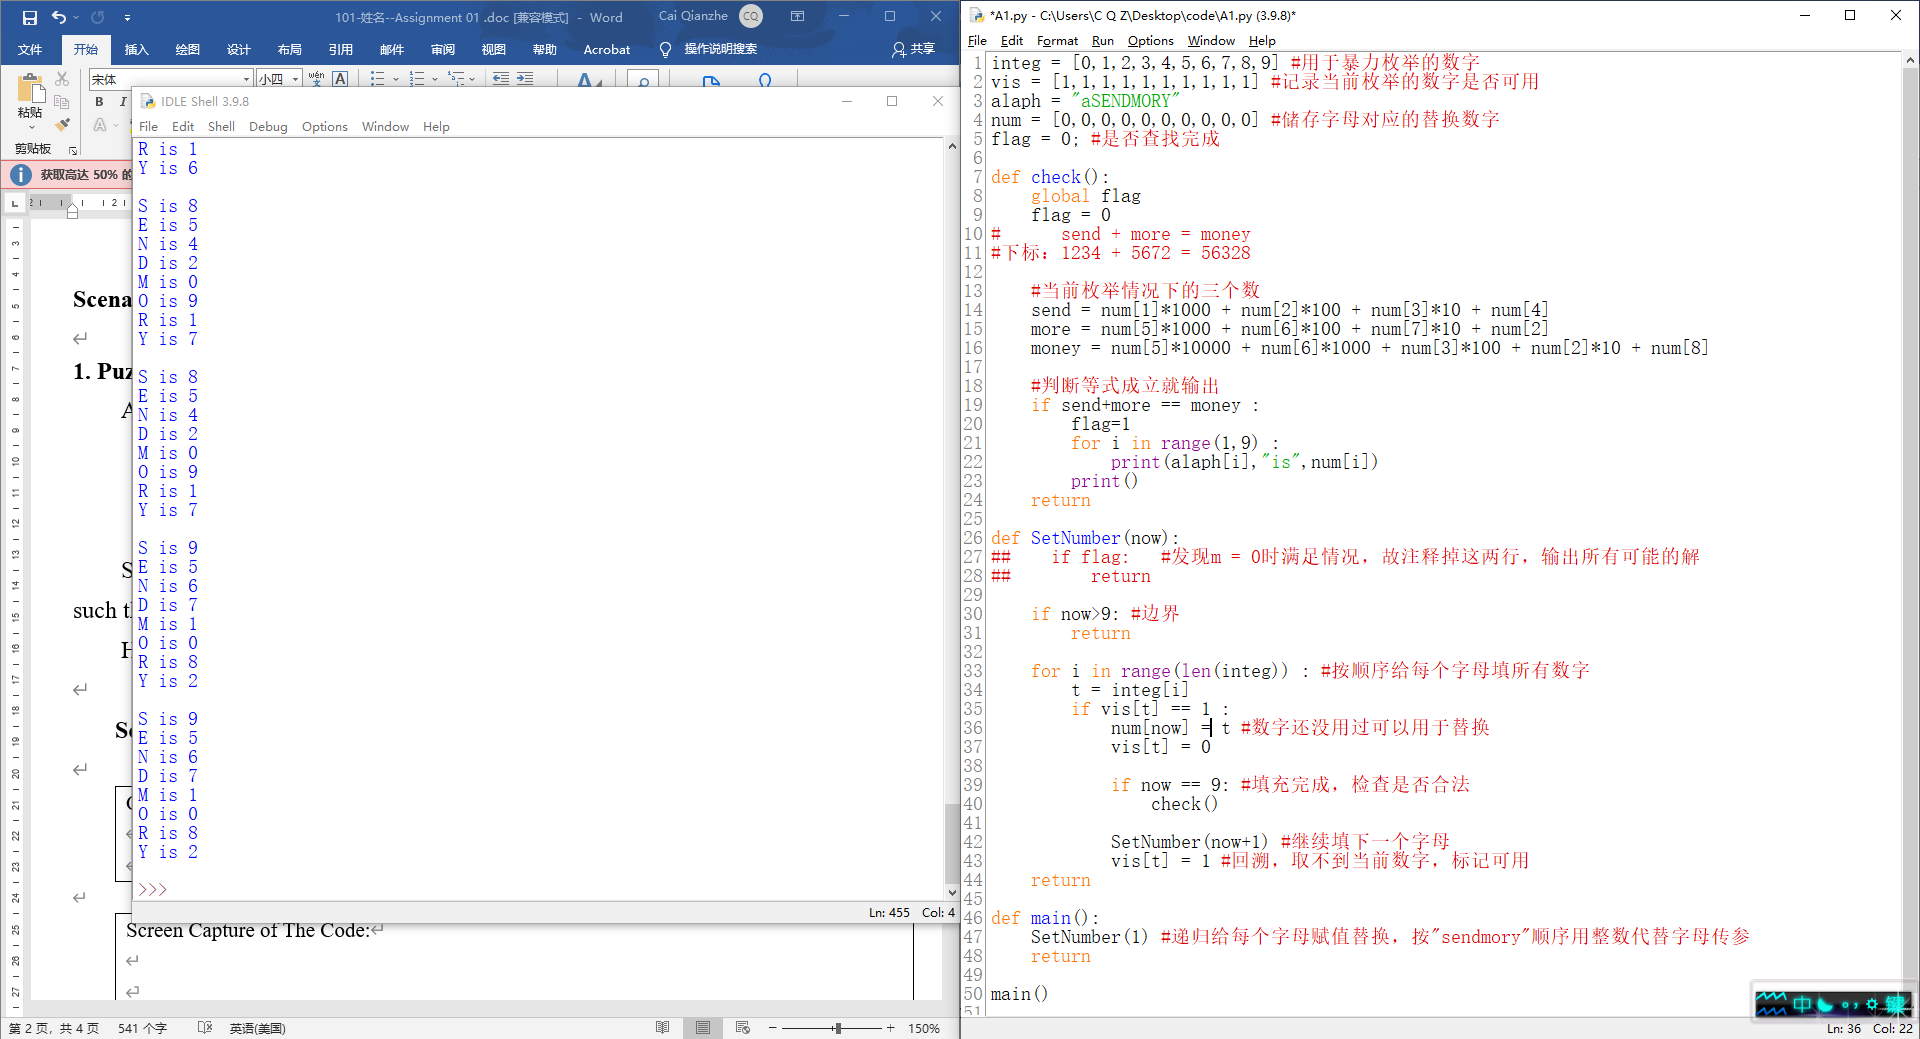 101-姓名--Assignment 01 .doc [兼容模式] - Word
Cai Qianzhe
CQ
文件 开始 插入 绘图 设计 布局 引用 邮件 审阅 视图 帮助 Acrobat 操作说明搜索 共享
宋体 小四 wén A
粘贴
B I
剪贴板
获取高达 50% 的
Scena
1. Puz
A
S
such th
H
So
Screen Capture of The Code:
第 2 页，共 4 页 541 个字 英语(美国) 150%
IDLE Shell 3.9.8
File Edit Shell Debug Options Window Help
R is 1
Y is 6
S is 8
E is 5
N is 4
D is 2
M is 0
O is 9
R is 1
Y is 7
S is 8
E is 5
N is 4
D is 2
M is 0
O is 9
R is 1
Y is 7
S is 9
E is 5
N is 6
D is 7
M is 1
O is 0
R is 8
Y is 2
S is 9
E is 5
N is 6
D is 7
M is 1
O is 0
R is 8
Y is 2
>>>
Ln: 455 Col: 4
*A1.py - C:\Users\C Q Z\Desktop\code\A1.py (3.9.8)*
File Edit Format Run Options Window Help
1 integ = [0,1,2,3,4,5,6,7,8,9] #用于暴力枚举的数字
2 vis = [1,1,1,1,1,1,1,1,1,1] #记录当前枚举的数字是否可用
3 alaph = "aSENDMORY"
4 num = [0,0,0,0,0,0,0,0,0,0] #储存字母对应的替换数字
5 flag = 0; #是否查找完成
6
7 def check():
8     global flag
9     flag = 0
10 #      send + more = money
11 #下标：1234 + 5672 = 56328
12
13     #当前枚举情况下的三个数
14     send = num[1]*1000 + num[2]*100 + num[3]*10 + num[4]
15     more = num[5]*1000 + num[6]*100 + num[7]*10 + num[2]
16     money = num[5]*10000 + num[6]*1000 + num[3]*100 + num[2]*10 + num[8]
17
18     #判断等式成立就输出
19     if send+more == money :
20         flag=1
21         for i in range(1,9) :
22             print(alaph[i],"is",num[i])
23         print()
24     return
25
26 def SetNumber(now):
27 ##    if flag:   #发现m = 0时满足情况，故注释掉这两行，输出所有可能的解
28 ##        return
29
30     if now>9: #边界
31         return
32
33     for i in range(len(integ)) : #按顺序给每个字母填所有数字
34         t = integ[i]
35         if vis[t] == 1 :
36             num[now] = t #数字还没用过可以用于替换
37             vis[t] = 0
38
39             if now == 9: #填充完成，检查是否合法
40                 check()
41
42             SetNumber(now+1) #继续填下一个字母
43             vis[t] = 1 #回溯，取不到当前数字，标记可用
44     return
45
46 def main():
47     SetNumber(1) #递归给每个字母赋值替换，按"sendmory"顺序用整数代替字母传参
48     return
49
50 main()
51
中 键
Ln: 36 Col: 22